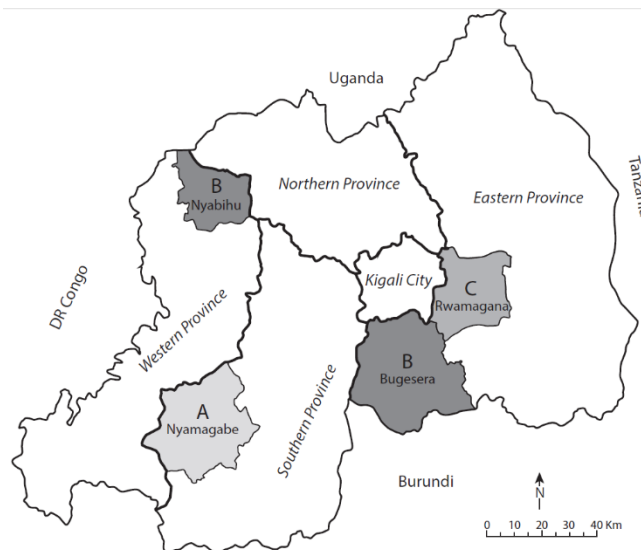 Uganda
B
Nyabihu
Northern Province
Eastern Province
DR Congo
Western Province
Kigali City
C
Rwamagana
B
Bugesera
A
Nyamagabe
Southern Province
Burundi
N
0 10 20 30 40 Km